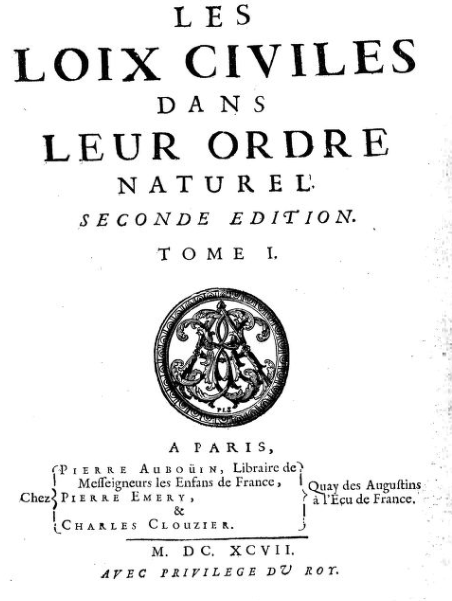 LES
LOIX CIVILES
DANS
LEUR ORDRE
NATUREL.
SECONDE EDITION.
TOME I.
A PARIS,
Chez
PIERRE AUBOÜIN, Libraire de
Meſſeigneurs les Enfans de France,
PIERRE EMERY,
&
CHARLES CLOUZIER.
Quay des Auguſtins
à l'Ecu de France.
M. DC. XCVII.
AVEC PRIVILEGE DU ROY.